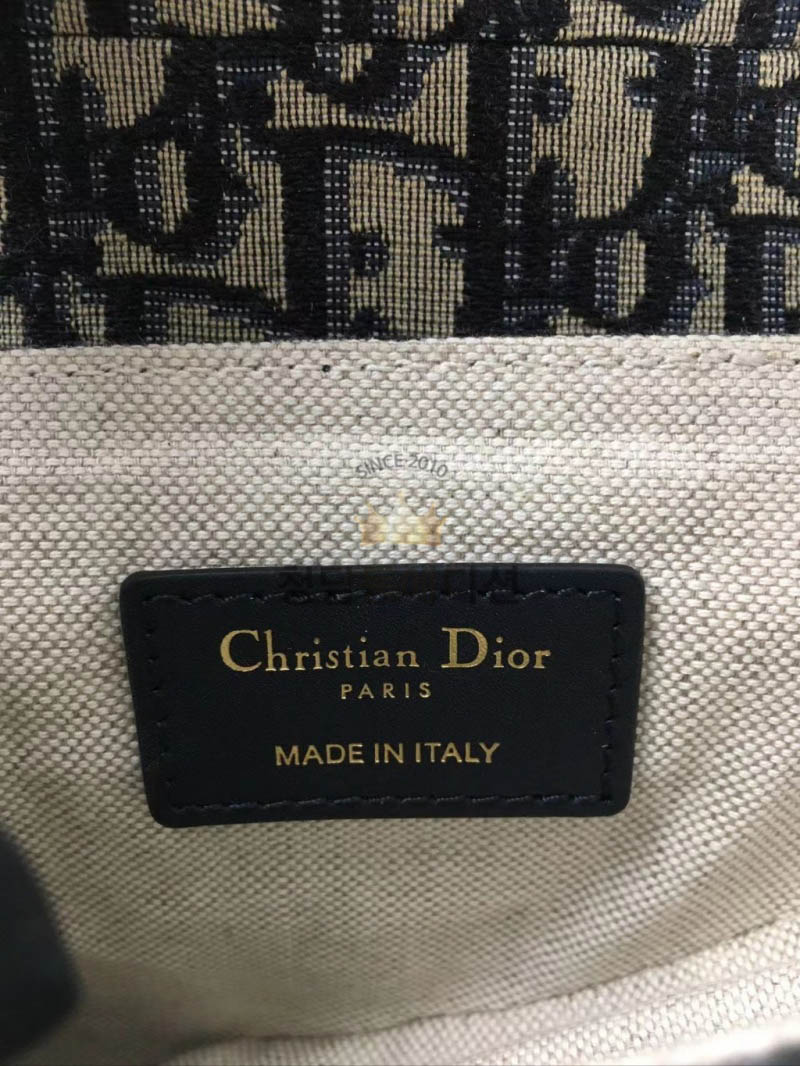 SINCE 2010
Christian Dior
PARIS
MADE IN ITALY